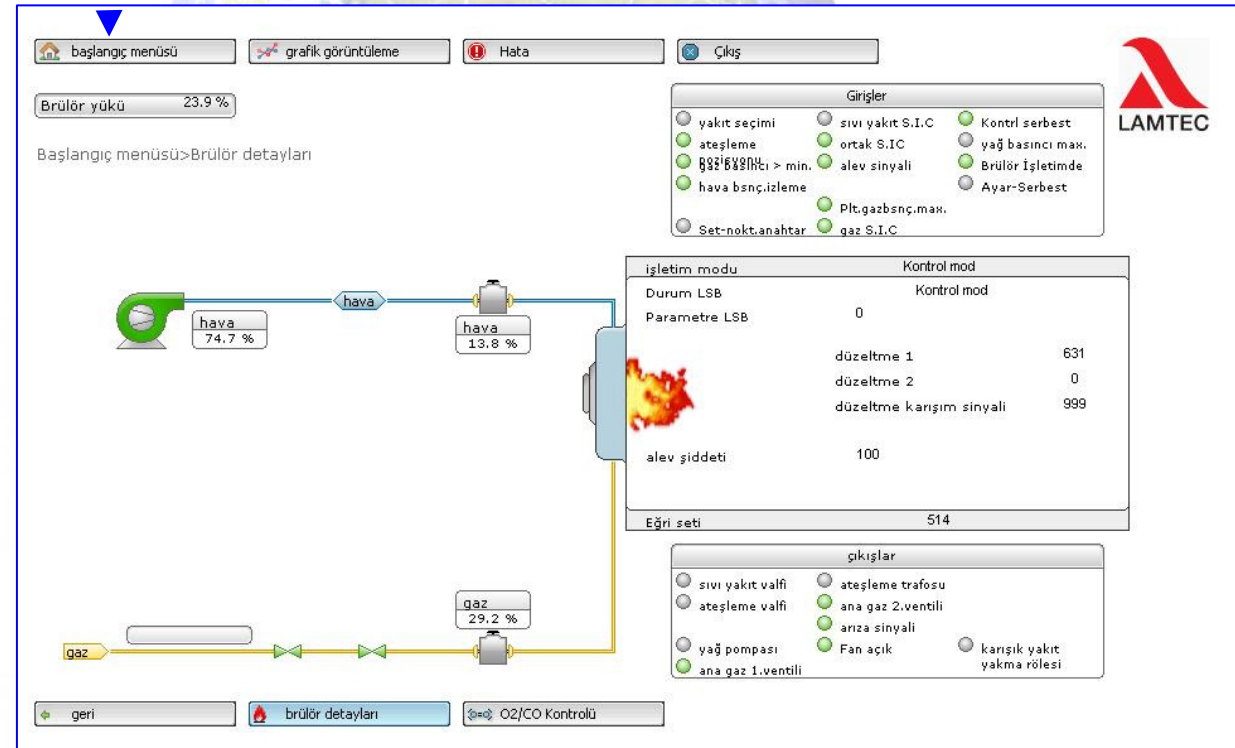 başlangıç menüsü
grafik görüntüleme
Hata
Çıkış
LAMTEC
Brülör yükü 23.9 %
Başlangıç menüsü>Brülör detayları
Girişler
yakıt seçimi
sıvı yakıt S.I.C
Kontrl serbest
ateşleme pozisyonu
ortak S.IC
yağ basıncı max.
gaz basıncı > min.
alev sinyali
Brülör İşletimde
hava bsnç.izleme
Ayar-Serbest
Plt.gazbsnç.max.
Set-nokt.anahtar
gaz S.I.C
hava
hava
74.7 %
hava
13.8 %
işletim modu Kontrol mod
Durum LSB Kontrol mod
Parametre LSB 0
düzeltme 1 631
düzeltme 2 0
düzeltme karışım sinyali 999
alev şiddeti 100
Eğri seti 514
çıkışlar
sıvı yakıt valfi
ateşleme trafosu
ateşleme valfi
ana gaz 2.ventili
arıza sinyali
yağ pompası
Fan açık
karışık yakıt
yakma rölesi
ana gaz 1.ventili
gaz
29.2 %
gaz
geri
brülör detayları
O2/CO Kontrolü